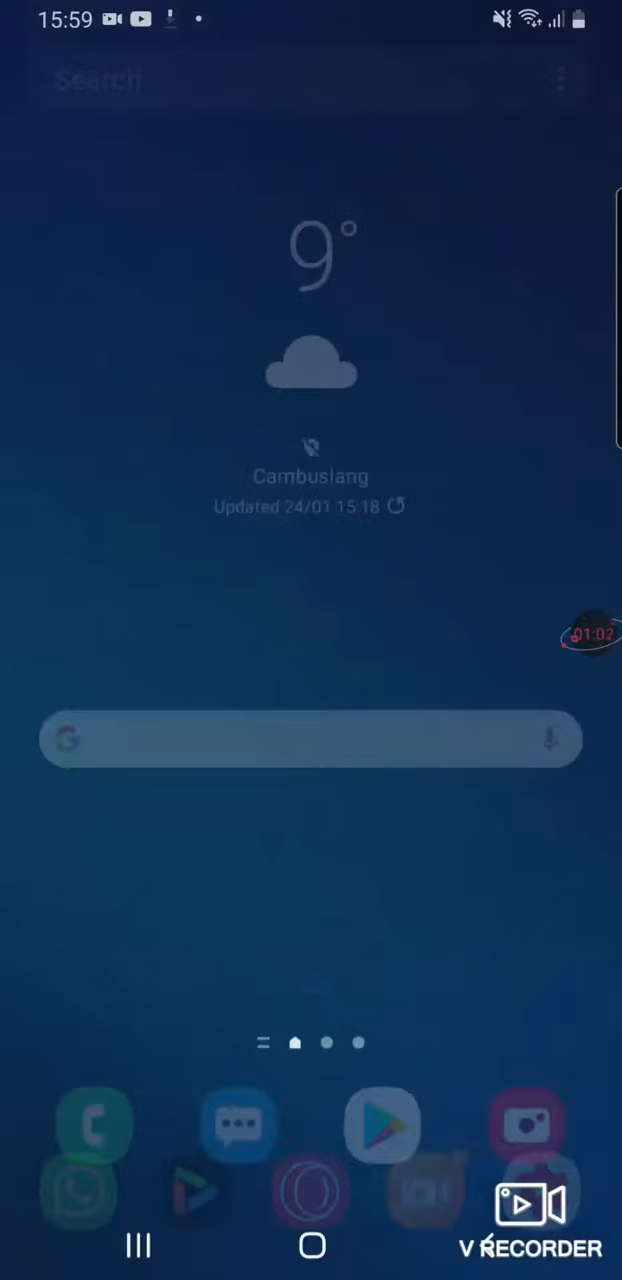 15:59
Search
9°
Cambuslang
Updated 24/01 15:18
01:02
V RECORDER